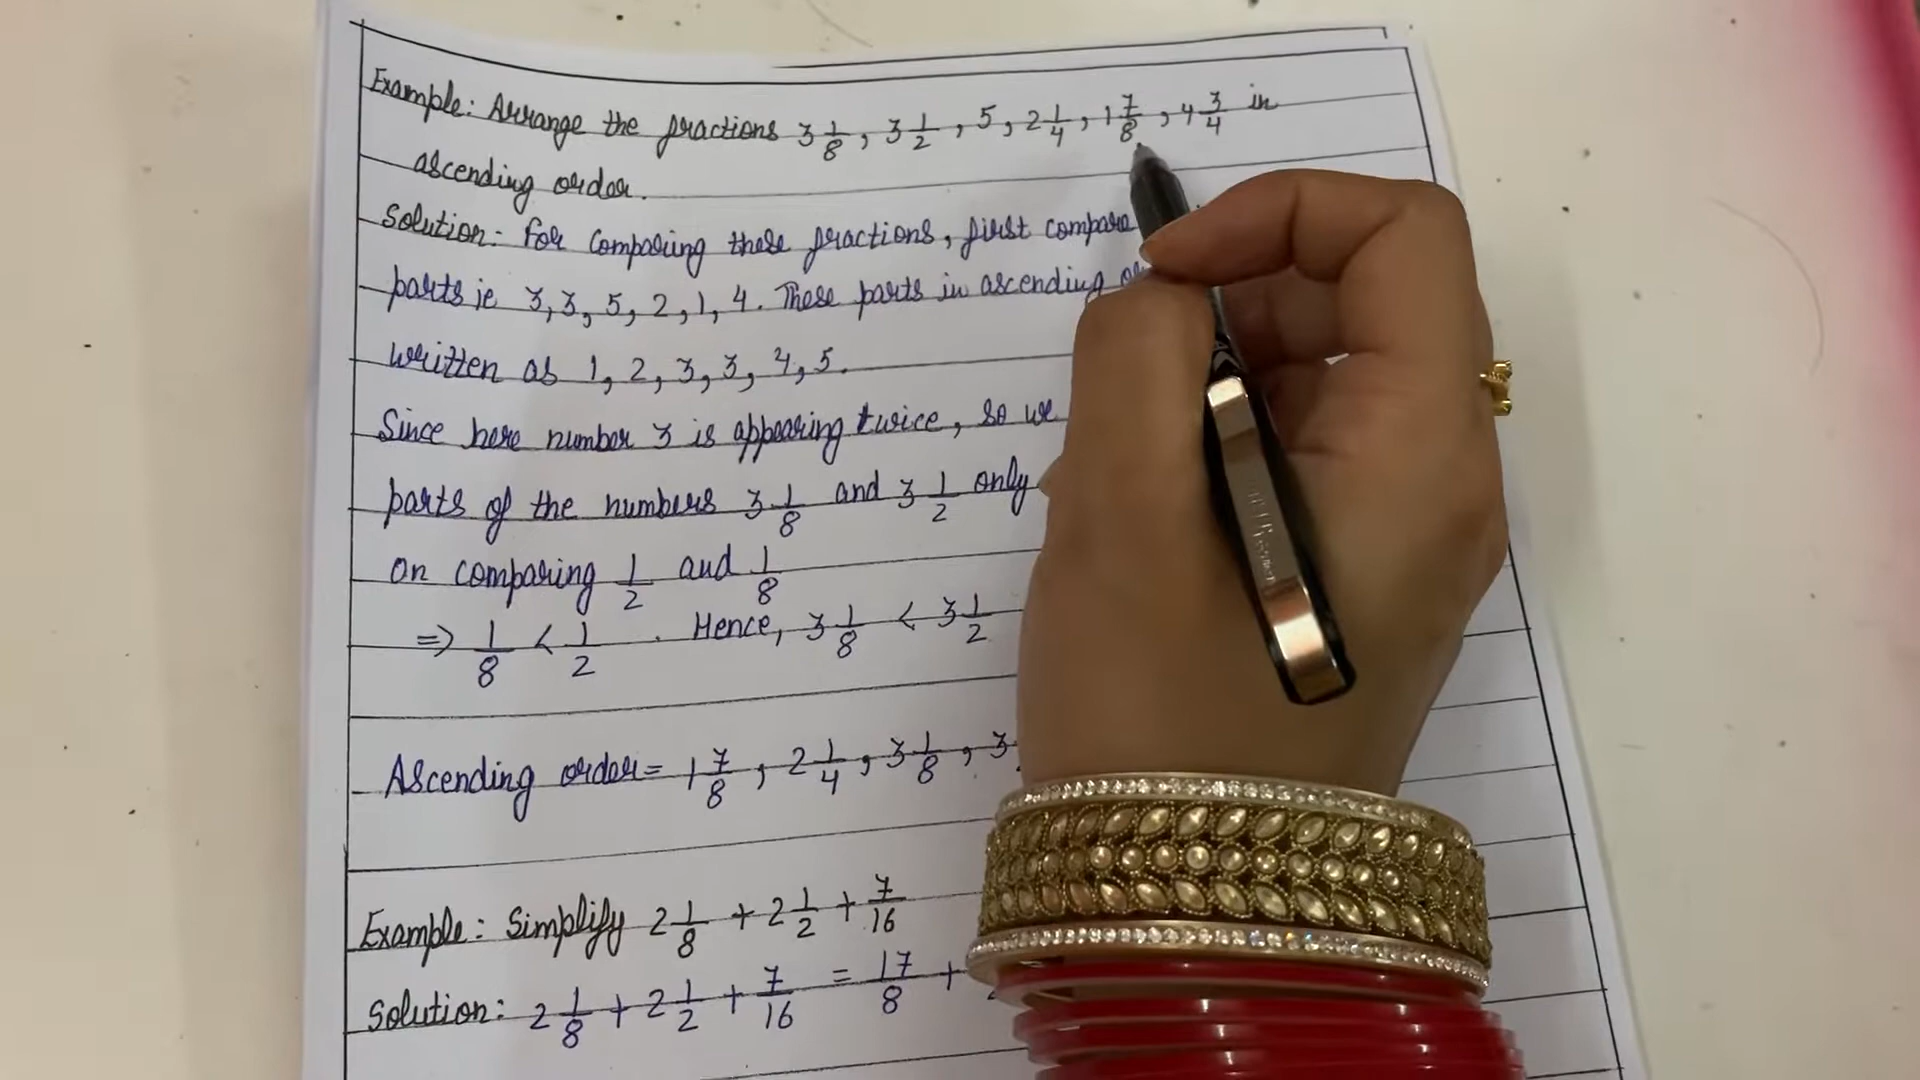 Example: Arrange the fractions 3 1/8, 3 1/2, 5, 2 1/4, 1 7/8, 4 3/4 in
ascending order.
Solution:- For comparing these fractions, first compare
parts ie 3, 3, 5, 2, 1, 4. These parts in ascending
written as 1, 2, 3, 3, 4, 5.
Since here number 3 is appearing twice, so we
parts of the numbers 3 1/8 and 3 1/2 only
on comparing 1/2 and 1/8
=> 1/8 < 1/2 . Hence, 3 1/8 < 3 1/2
Ascending order = 1 7/8, 2 1/4, 3 1/8, 3
Example: Simplify 2 1/8 + 2 1/2 + 7/16
Solution: 2 1/8 + 2 1/2 + 7/16 = 17/8 +